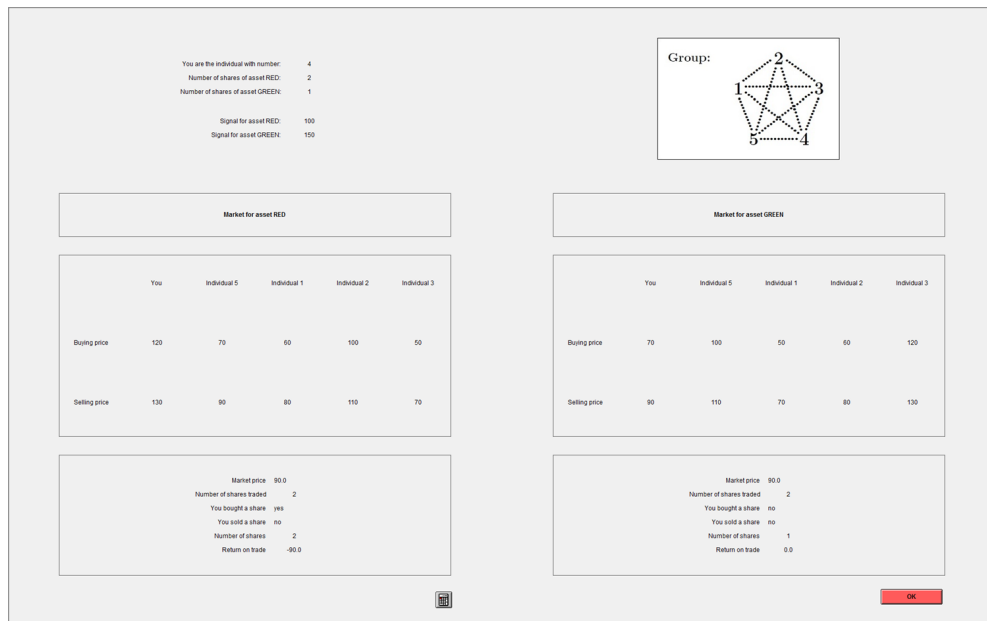 You are the individual with number: 4
Number of shares of asset RED: 2
Number of shares of asset GREEN: 1
Signal for asset RED: 100
Signal for asset GREEN: 150
Group:
2
1 3
5 4
Market for asset RED
You Individual 5 Individual 1 Individual 2 Individual 3
Buying price 120 70 60 100 50
Selling price 130 90 80 110 70
Market price 90.0
Number of shares traded 2
You bought a share yes
You sold a share no
Number of shares 2
Return on trade -90.0
Market for asset GREEN
You Individual 5 Individual 1 Individual 2 Individual 3
Buying price 70 100 50 60 120
Selling price 90 110 70 80 130
Market price 90.0
Number of shares traded 2
You bought a share no
You sold a share no
Number of shares 1
Return on trade 0.0
OK